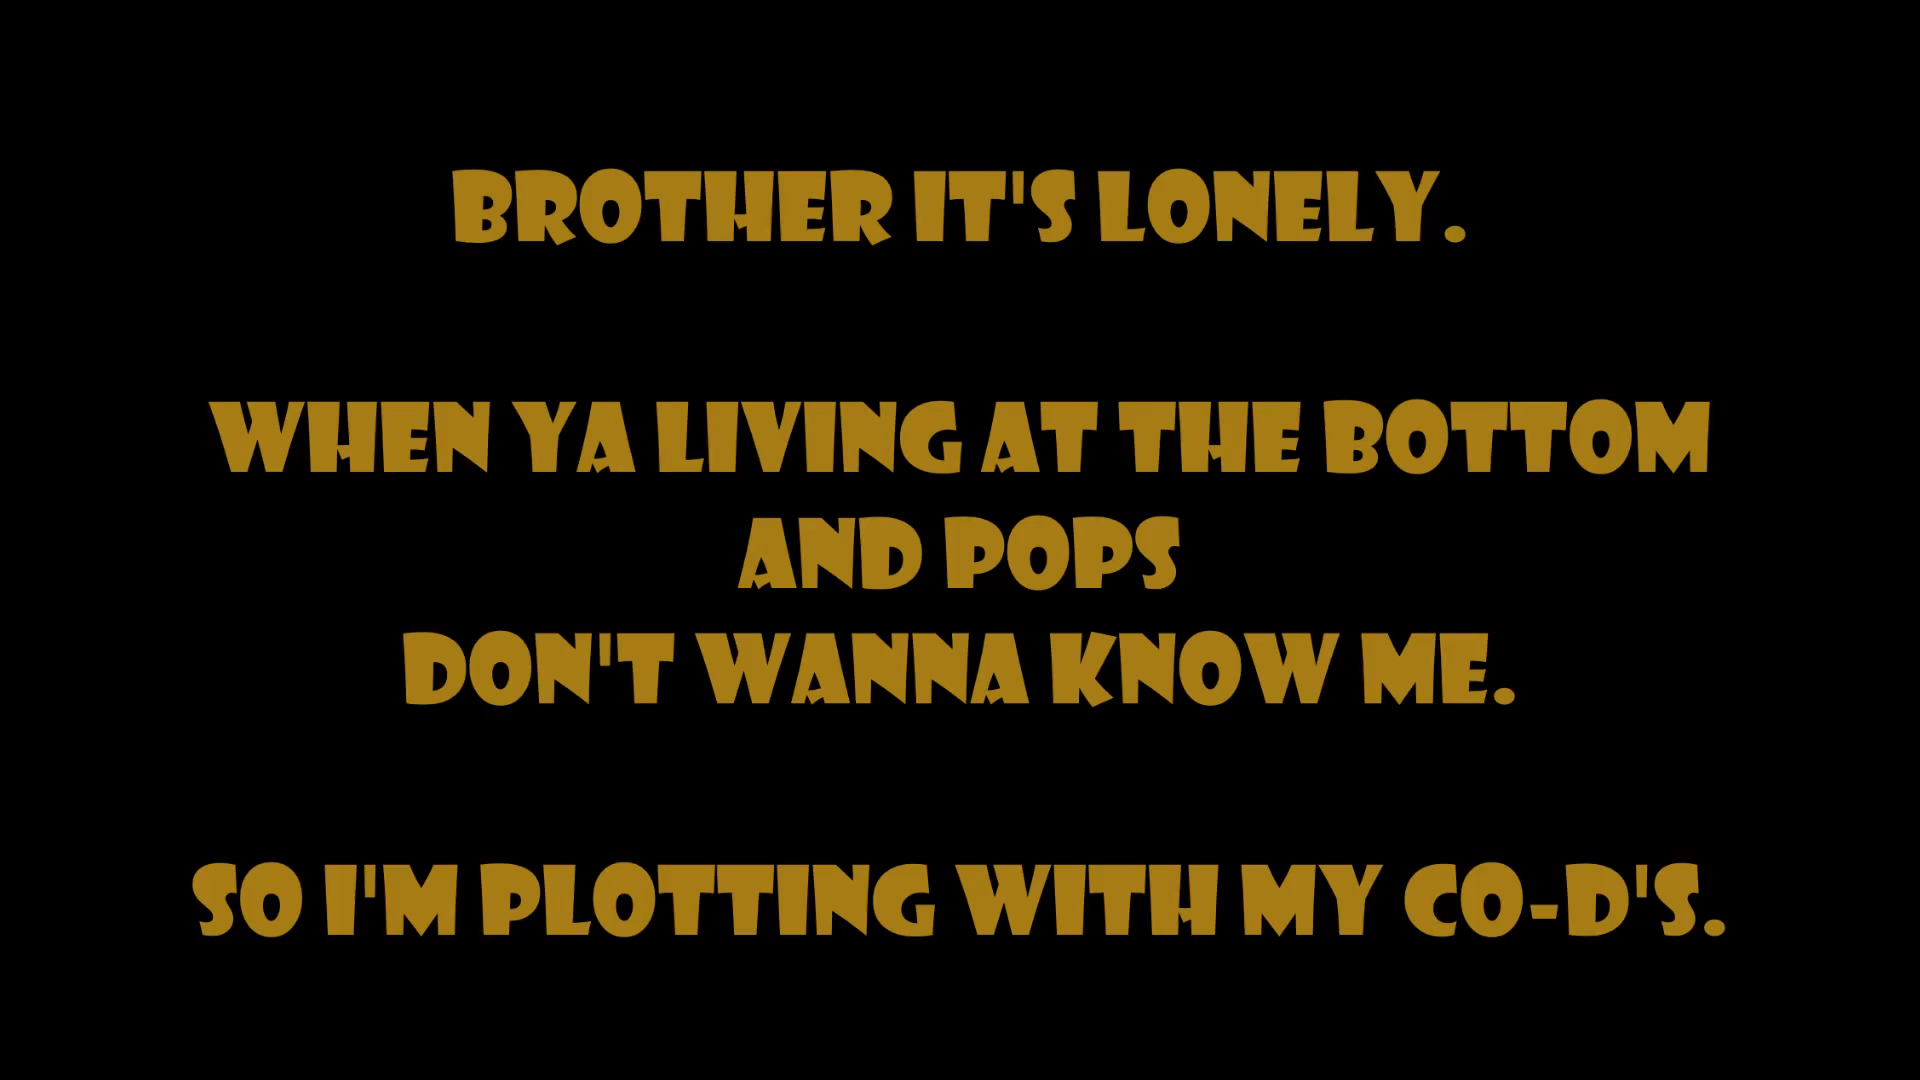 BROTHER IT'S LONELY.
WHEN YA LIVING AT THE BOTTOM
AND POPS
DON'T WANNA KNOW ME.
SO I'M PLOTTING WITH MY CO-D'S.